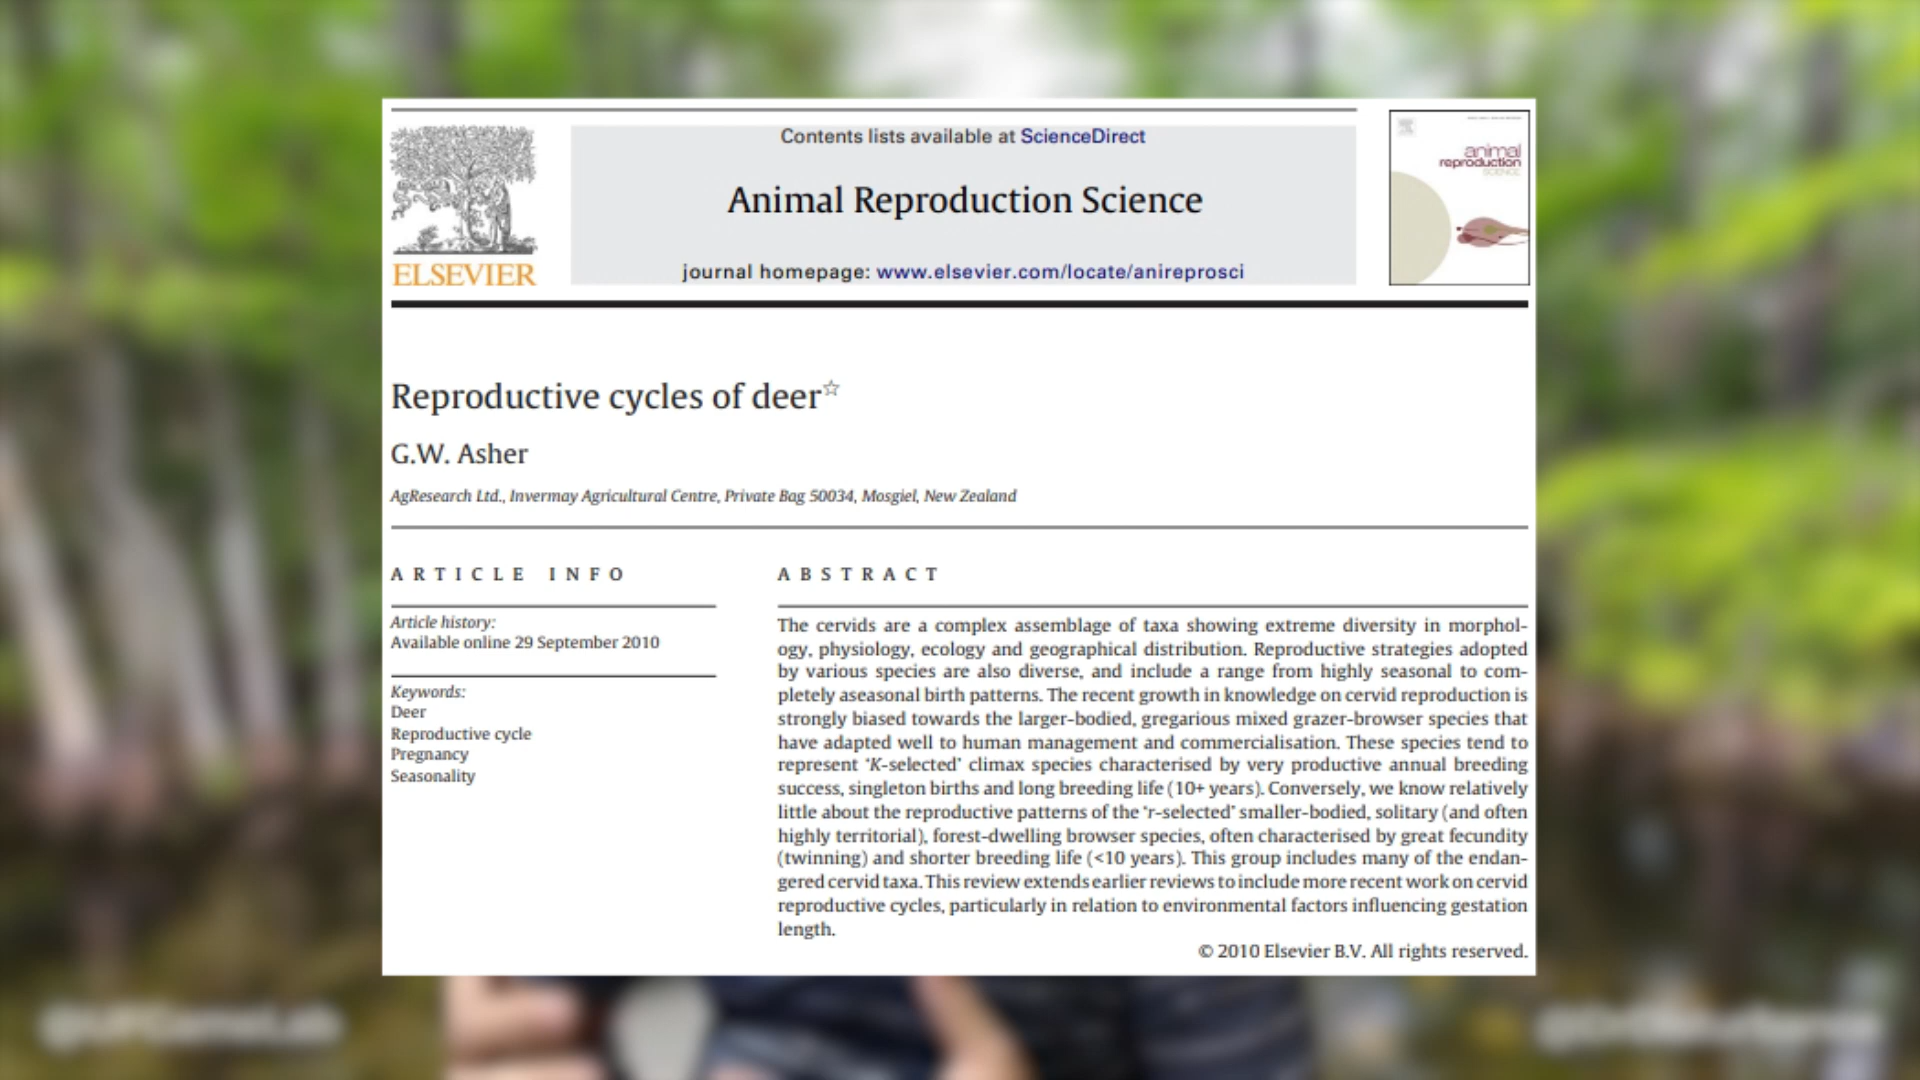 Contents lists available at ScienceDirect
Animal Reproduction Science
journal homepage: www.elsevier.com/locate/anireprosci
ELSEVIER
animal
reproduction
SCIENCE
Reproductive cycles of deer☆
G.W. Asher
AgResearch Ltd., Invermay Agricultural Centre, Private Bag 50034, Mosgiel, New Zealand
ARTICLE INFO
Article history:
Available online 29 September 2010
Keywords:
Deer
Reproductive cycle
Pregnancy
Seasonality
ABSTRACT
The cervids are a complex assemblage of taxa showing extreme diversity in morphol-
ogy, physiology, ecology and geographical distribution. Reproductive strategies adopted
by various species are also diverse, and include a range from highly seasonal to com-
pletely aseasonal birth patterns. The recent growth in knowledge on cervid reproduction is
strongly biased towards the larger-bodied, gregarious mixed grazer-browser species that
have adapted well to human management and commercialisation. These species tend to
represent 'K-selected' climax species characterised by very productive annual breeding
success, singleton births and long breeding life (10+ years). Conversely, we know relatively
little about the reproductive patterns of the 'r-selected' smaller-bodied, solitary (and often
highly territorial), forest-dwelling browser species, often characterised by great fecundity
(twinning) and shorter breeding life (<10 years). This group includes many of the endan-
gered cervid taxa. This review extends earlier reviews to include more recent work on cervid
reproductive cycles, particularly in relation to environmental factors influencing gestation
length.
© 2010 Elsevier B.V. All rights reserved.